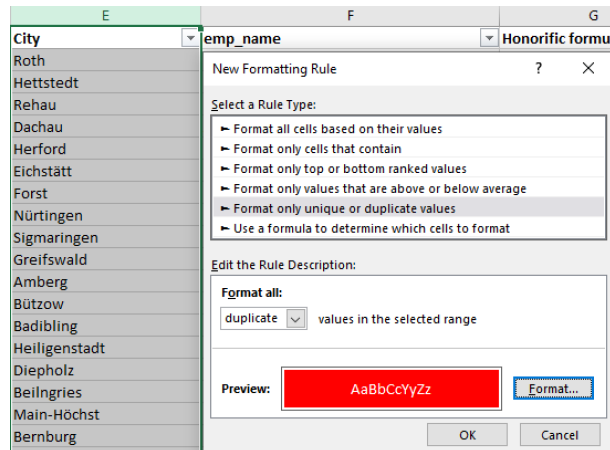 E F G
City emp_name Honorific formu
Roth
Hettstedt
Rehau
Dachau
Herford
Eichstätt
Forst
Nürtingen
Sigmaringen
Greifswald
Amberg
Bützow
Badibling
Heiligenstadt
Diepholz
Beilngries
Main-Höchst
Bernburg
New Formatting Rule ? ×
Select a Rule Type:
► Format all cells based on their values
► Format only cells that contain
► Format only top or bottom ranked values
► Format only values that are above or below average
► Format only unique or duplicate values
► Use a formula to determine which cells to format
Edit the Rule Description:
Format all:
duplicate values in the selected range
Preview: AaBbCcYyZz Format...
OK Cancel